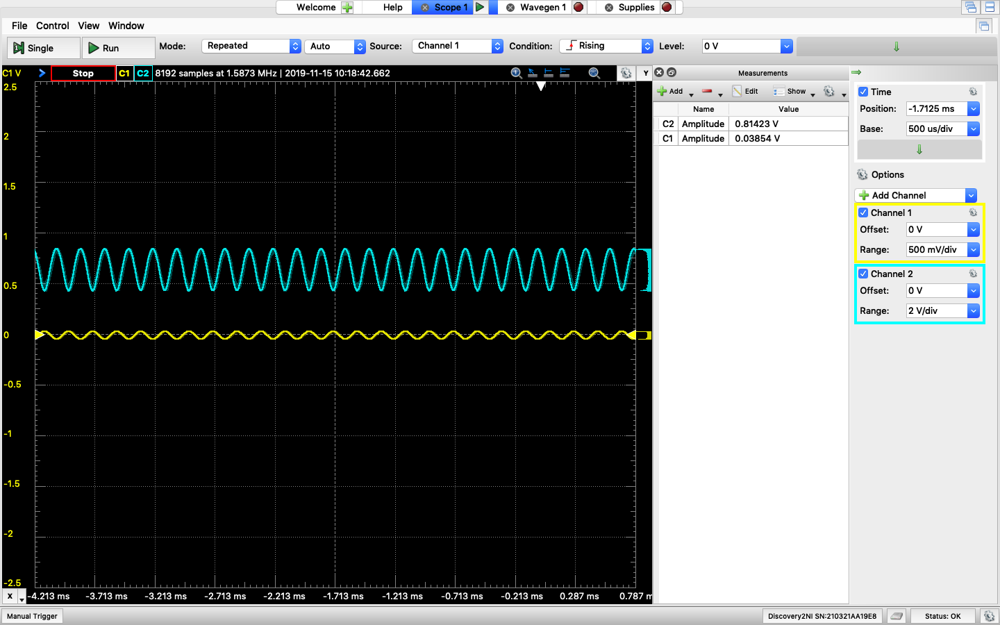 Welcome Help Scope 1 Wavegen 1 Supplies
File Control View Window
Single Run Mode: Repeated Auto Source: Channel 1 Condition: Rising Level: 0 V
C1 V Stop C1 C2 8192 samples at 1.5873 MHz | 2019-11-15 10:18:42.662 Y
2.5
2
1.5
1
0.5
0
-0.5
-1
-1.5
-2
-2.5
X -4.213 ms -3.713 ms -3.213 ms -2.713 ms -2.213 ms -1.713 ms -1.213 ms -0.713 ms -0.213 ms 0.287 ms 0.787 m
Measurements
Add Edit Show
Name Value
C2 Amplitude 0.81423 V
C1 Amplitude 0.03854 V
Time
Position: -1.7125 ms
Base: 500 us/div
Options
Add Channel
Channel 1
Offset: 0 V
Range: 500 mV/div
Channel 2
Offset: 0 V
Range: 2 V/div
Manual Trigger Discovery2NI SN:210321AA19E8 Status: OK